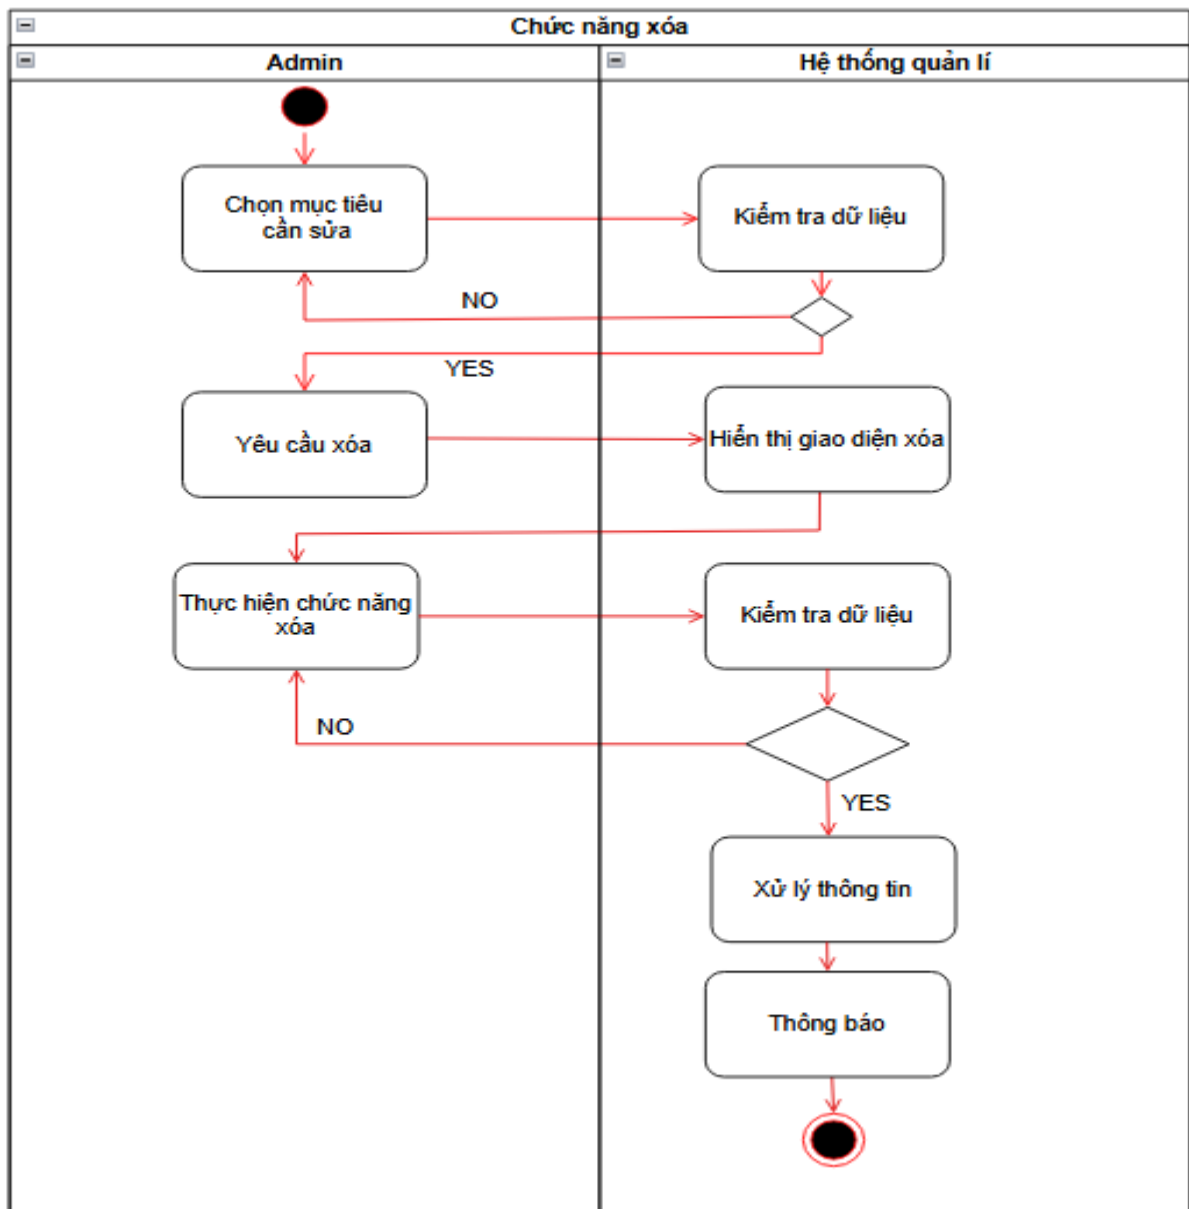 Chức năng xóa
Admin
Hệ thống quản lí
Chọn mục tiêu
cần sửa
Kiểm tra dữ liệu
NO
YES
Yêu cầu xóa
Hiển thị giao diện xóa
Thực hiện chức năng
xóa
Kiểm tra dữ liệu
NO
YES
Xử lý thông tin
Thông báo